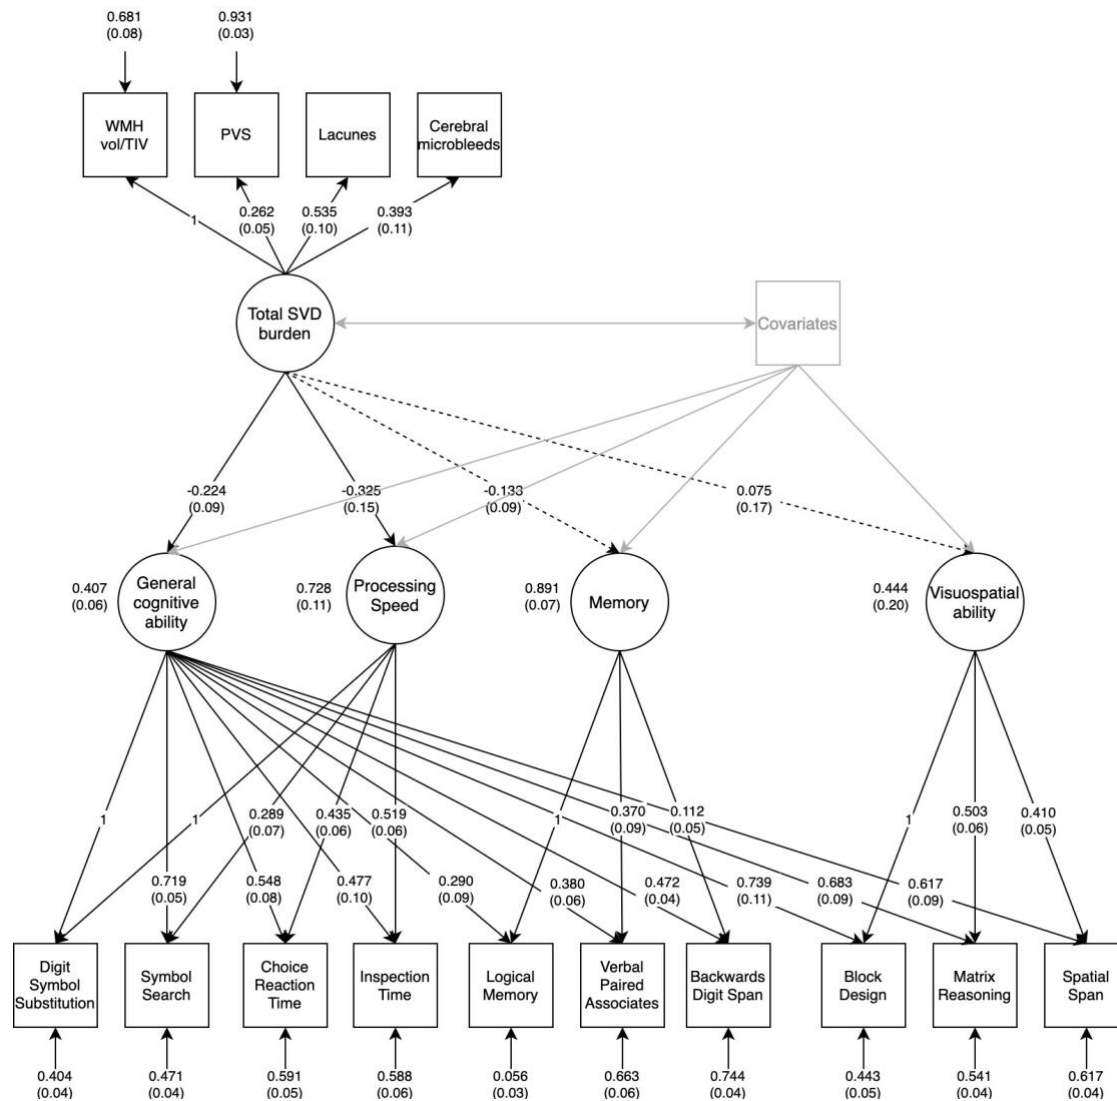 0.681
(0.08)
0.931
(0.03)
WMH
vol/TIV
PVS
Lacunes
Cerebral
microbleeds
1
0.262
(0.05)
0.535
(0.10)
0.393
(0.11)
Total SVD
burden
Covariates
-0.224
(0.09)
-0.325
(0.15)
-0.133
(0.09)
0.075
(0.17)
0.407
(0.06)
General
cognitive
ability
0.728
(0.11)
Processing
Speed
0.891
(0.07)
Memory
0.444
(0.20)
Visuospatial
ability
1
1
0.289
(0.07)
0.435
(0.06)
0.519
(0.06)
1
0.370
(0.09)
0.112
(0.05)
1
0.503
(0.06)
0.410
(0.05)
0.719
(0.05)
0.548
(0.08)
0.477
(0.10)
0.290
(0.09)
0.380
(0.06)
0.472
(0.04)
0.739
(0.11)
0.683
(0.09)
0.617
(0.09)
Digit
Symbol
Substitution
Symbol
Search
Choice
Reaction
Time
Inspection
Time
Logical
Memory
Verbal
Paired
Associates
Backwards
Digit Span
Block
Design
Matrix
Reasoning
Spatial
Span
0.404
(0.04)
0.471
(0.04)
0.591
(0.05)
0.588
(0.06)
0.056
(0.03)
0.663
(0.06)
0.744
(0.04)
0.443
(0.05)
0.541
(0.04)
0.617
(0.04)